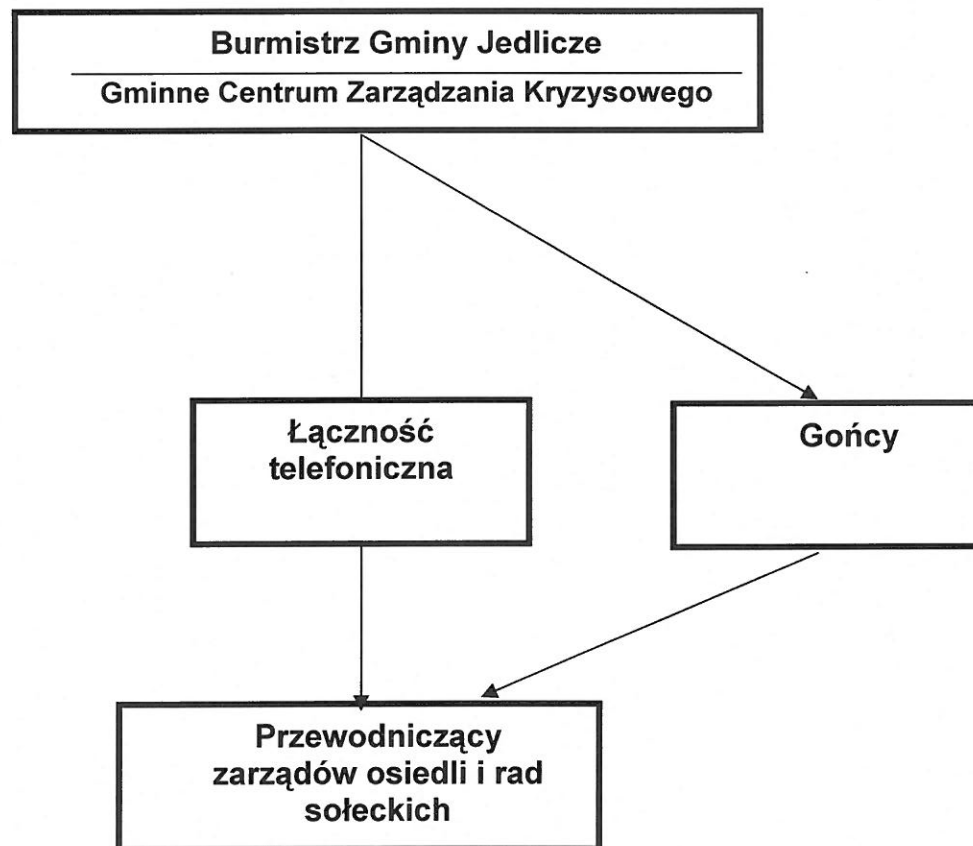 Burmistrz Gminy Jedlicze
Gminne Centrum Zarządzania Kryzysowego
Łączność
telefoniczna
Gońcy
Przewodniczący
zarządów osiedli i rad
sołeckich